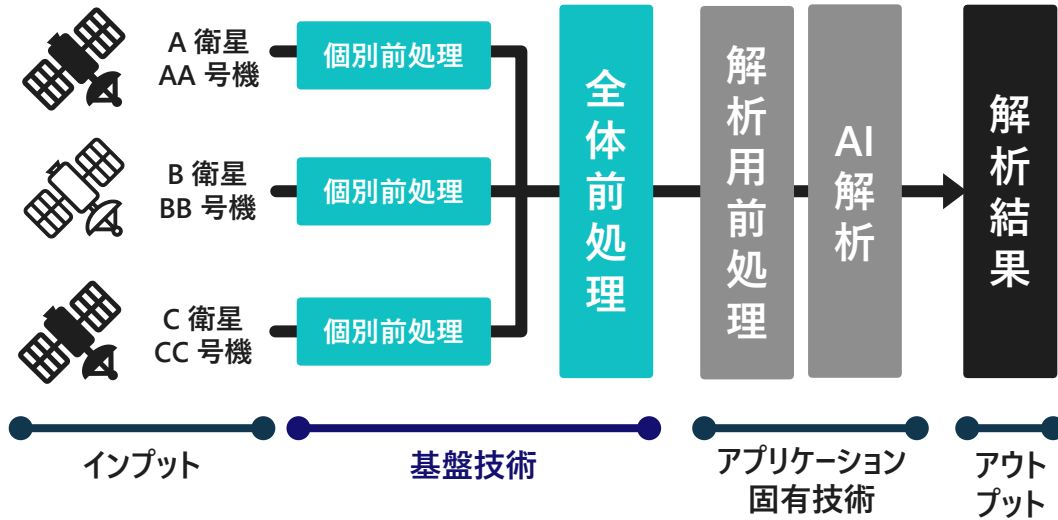 A 衛星
AA 号機
個別前処理
B 衛星
BB 号機
個別前処理
C 衛星
CC 号機
個別前処理
全体前処理
解析用前処理
AI解析
解析結果
インプット
基盤技術
アプリケーション
固有技術
アウト
プット